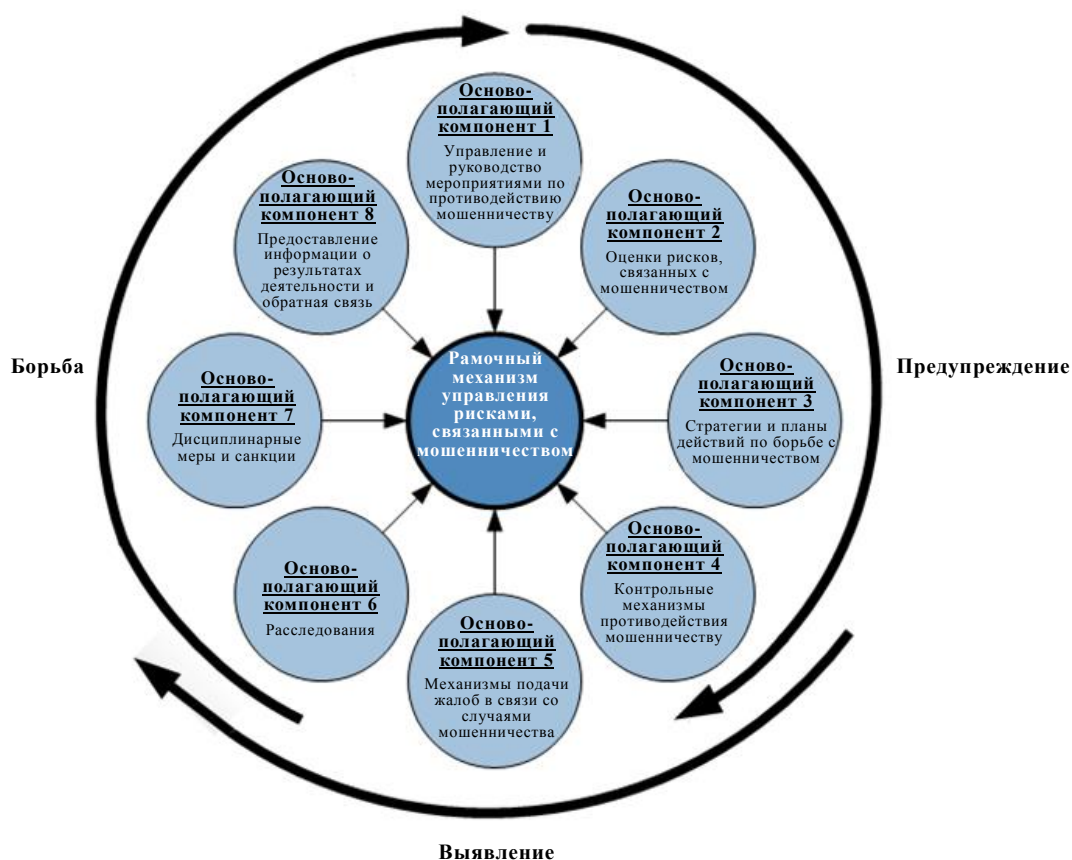 Осново-
полагающий
компонент 1
Управление и
руководство
мероприятиями по
противодействию
мошенничеству
Осново-
полагающий
компонент 2
Оценки рисков,
связанных с
мошенничеством
Осново-
полагающий
компонент 3
Стратегии и планы
действий по борьбе с
мошенничеством
Осново-
полагающий
компонент 4
Контрольные
механизмы
противодействия
мошенничеству
Осново-
полагающий
компонент 5
Механизмы подачи
жалоб в связи со
случаями
мошенничества
Осново-
полагающий
компонент 6
Расследования
Осново-
полагающий
компонент 7
Дисциплинарные
меры и санкции
Осново-
полагающий
компонент 8
Предоставление
информации о
результатах
деятельности и
обратная связь
Рамочный
механизм
управления
рисками,
связанными с
мошенничеством
Борьба
Предупреждение
Выявление